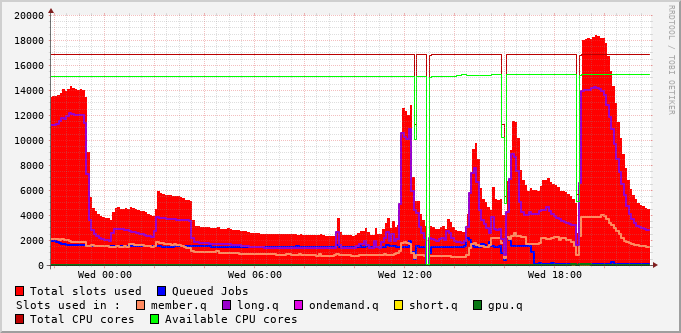 20000
18000
16000
14000
12000
10000
8000
6000
4000
2000
0
Wed 00:00 Wed 06:00 Wed 12:00 Wed 18:00
RRDTOOL / TOBI OETIKER
Total slots used Queued Jobs
Slots used in : member.q long.q ondemand.q short.q gpu.q
Total CPU cores Available CPU cores